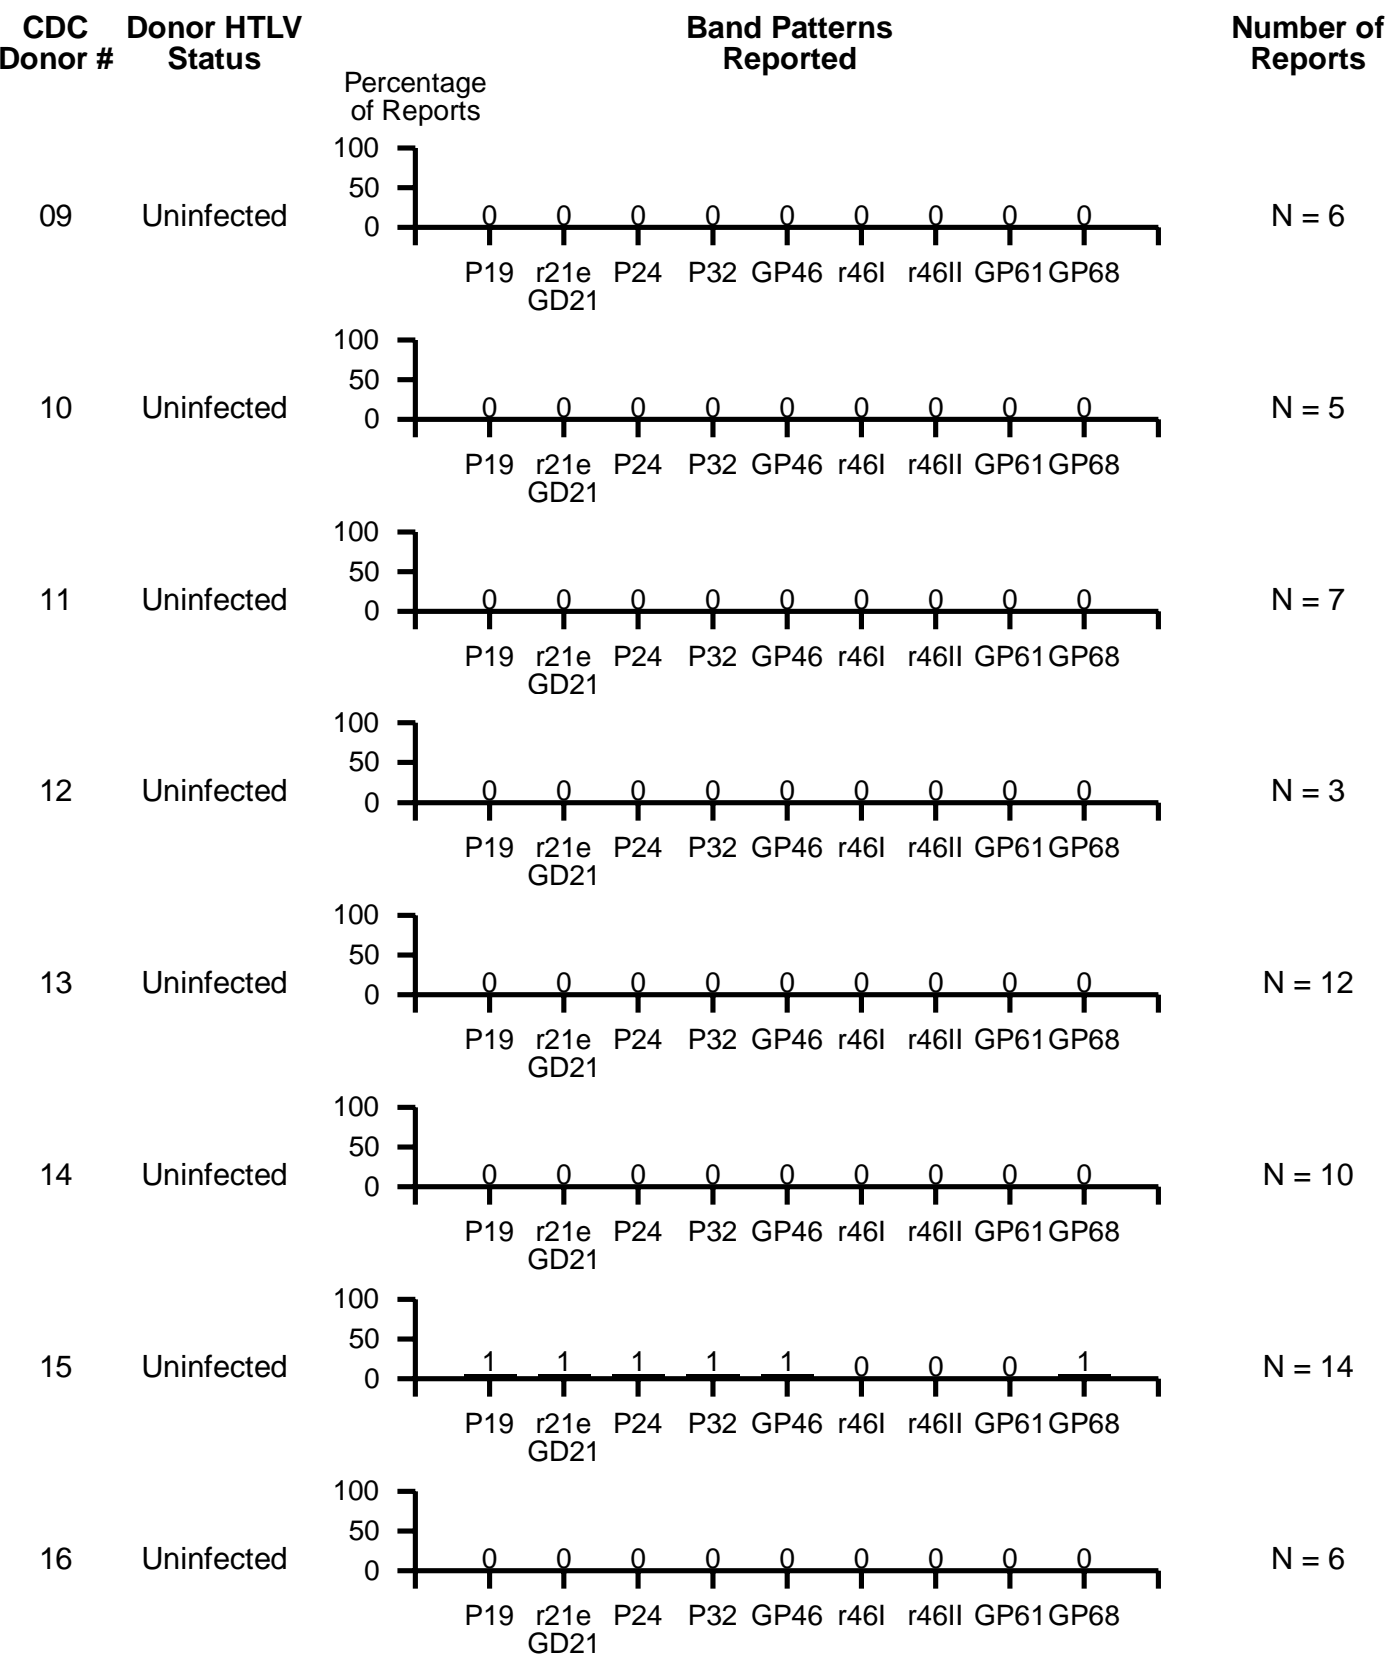 CDC Donor HTLV Band Patterns Number of
Donor # Status Reported Reports
Percentage
of Reports
100
50
0
09 Uninfected 0 0 0 0 0 0 0 0 0 N = 6
P19 r21e P24 P32 GP46 r46I r46II GP61 GP68
GD21
100
50
0
10 Uninfected 0 0 0 0 0 0 0 0 0 N = 5
P19 r21e P24 P32 GP46 r46I r46II GP61 GP68
GD21
100
50
0
11 Uninfected 0 0 0 0 0 0 0 0 0 N = 7
P19 r21e P24 P32 GP46 r46I r46II GP61 GP68
GD21
100
50
0
12 Uninfected 0 0 0 0 0 0 0 0 0 N = 3
P19 r21e P24 P32 GP46 r46I r46II GP61 GP68
GD21
100
50
0
13 Uninfected 0 0 0 0 0 0 0 0 0 N = 12
P19 r21e P24 P32 GP46 r46I r46II GP61 GP68
GD21
100
50
0
14 Uninfected 0 0 0 0 0 0 0 0 0 N = 10
P19 r21e P24 P32 GP46 r46I r46II GP61 GP68
GD21
100
50
0
15 Uninfected 1 1 1 1 1 0 0 0 1 N = 14
P19 r21e P24 P32 GP46 r46I r46II GP61 GP68
GD21
100
50
0
16 Uninfected 0 0 0 0 0 0 0 0 0 N = 6
P19 r21e P24 P32 GP46 r46I r46II GP61 GP68
GD21